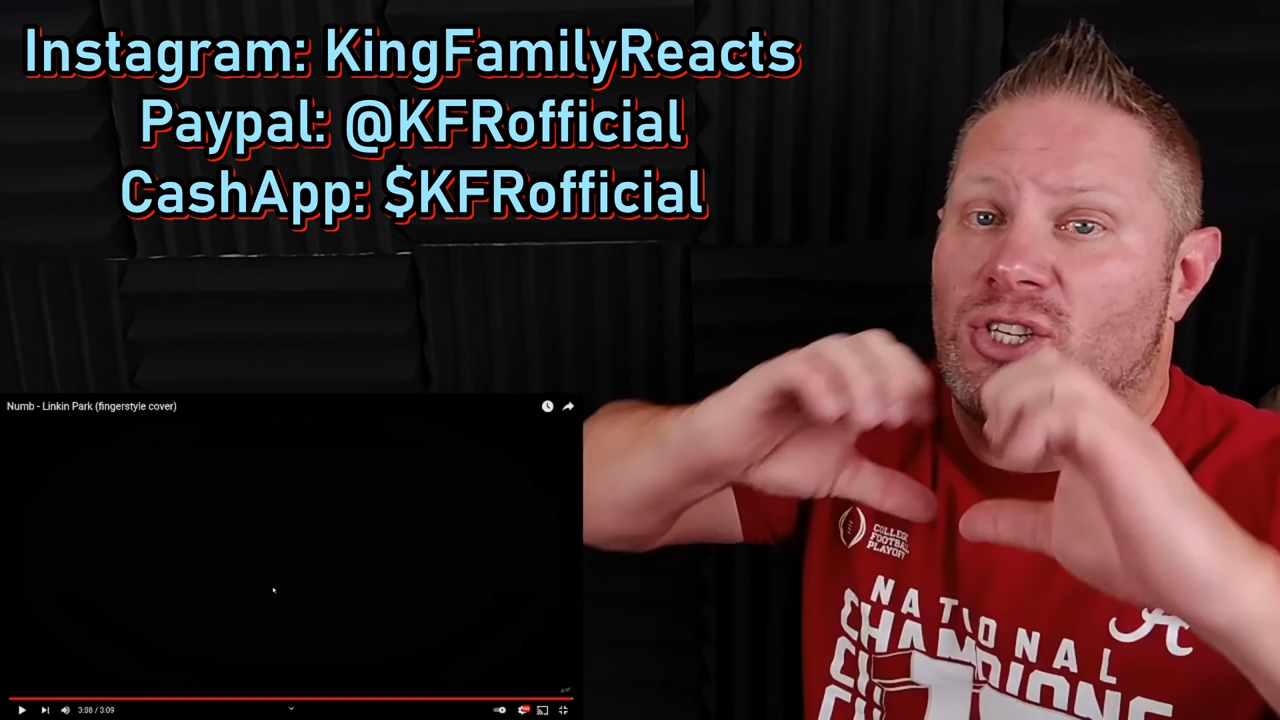 Instagram: KingFamilyReacts
Paypal: @KFRofficial
CashApp: $KFRofficial
Numb - Linkin Park (fingerstyle cover)
3:08 / 3:09
COLLEGE
FOOTBALL
PLAYOFF
NATIONAL
CHAMPIONS
A